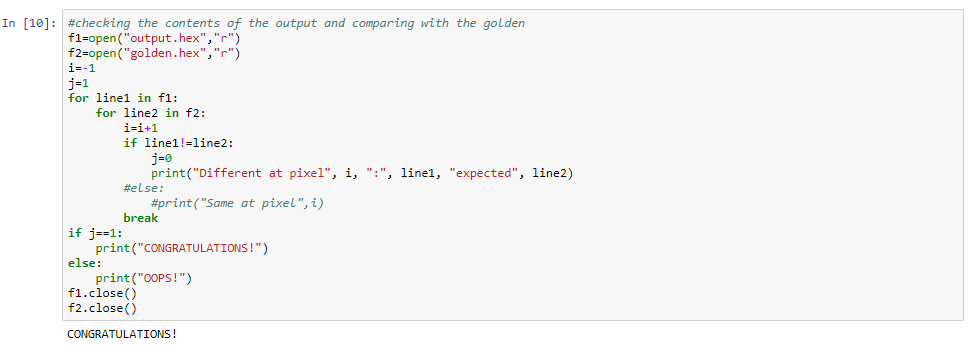 In [10]: #checking the contents of the output and comparing with the golden
f1=open("output.hex","r")
f2=open("golden.hex","r")
i=-1
j=1
for line1 in f1:
    for line2 in f2:
        i=i+1
        if line1!=line2:
            j=0
            print("Different at pixel", i, ":", line1, "expected", line2)
        #else:
            #print("Same at pixel",i)
        break
if j==1:
    print("CONGRATULATIONS!")
else:
    print("OOPS!")
f1.close()
f2.close()
CONGRATULATIONS!